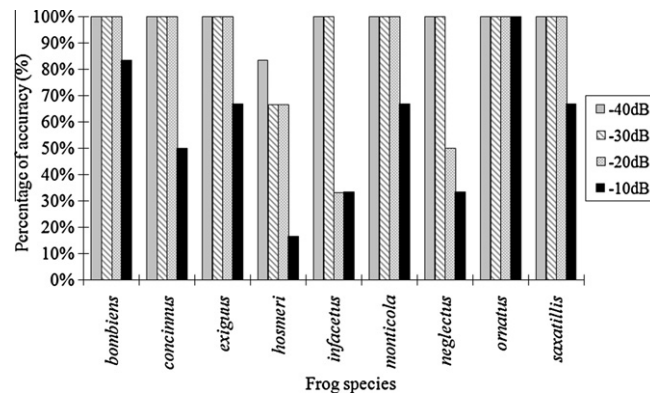 100%
90%
80%
70%
60%
50%
40%
30%
20%
10%
0%
Percentage of accuracy (%)
bombiens
concinnus
exiguus
hosmeri
infacetus
monticola
neglectus
ornatus
saxatillis
Frog species
-40dB
-30dB
-20dB
-10dB